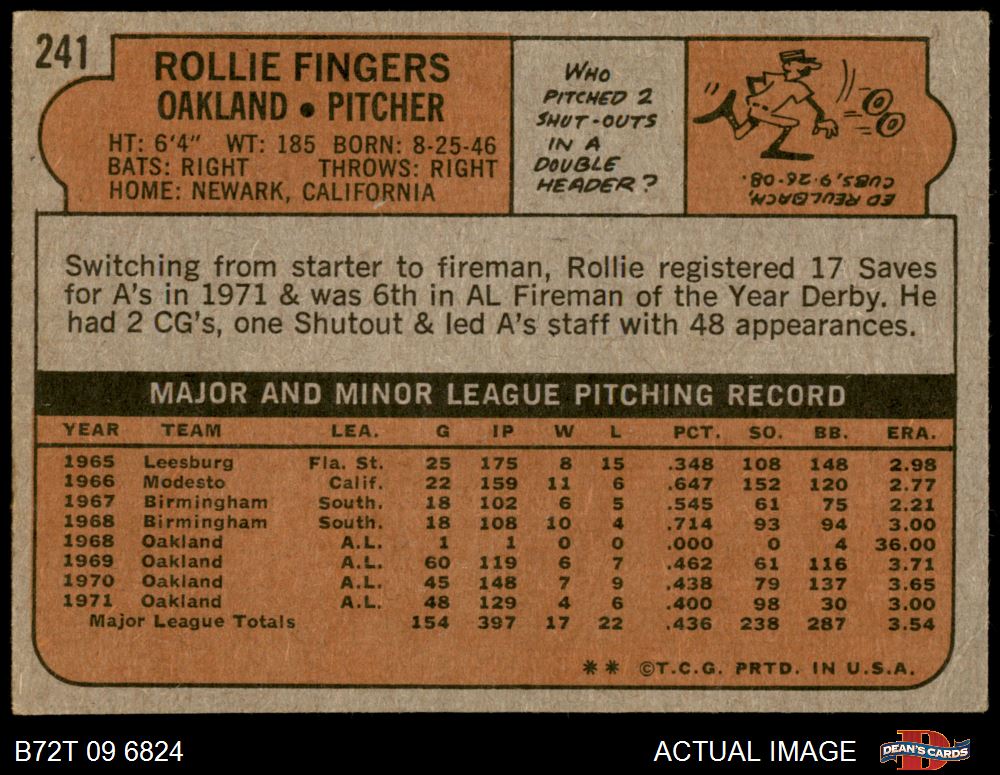 241
ROLLIE FINGERS
OAKLAND • PITCHER
HT: 6'4" WT: 185 BORN: 8-25-46
BATS: RIGHT THROWS: RIGHT
HOME: NEWARK, CALIFORNIA
WHO
PITCHED 2
SHUT-OUTS
IN A
DOUBLE
HEADER?
ED REULBACH,
CUBS, 9-26-08.
Switching from starter to fireman, Rollie registered 17 Saves
for A's in 1971 & was 6th in AL Fireman of the Year Derby. He
had 2 CG's, one Shutout & led A's staff with 48 appearances.
MAJOR AND MINOR LEAGUE PITCHING RECORD
YEAR TEAM LEA. G IP W L PCT. SO. BB. ERA.
1965 Leesburg Fla. St. 25 175 8 15 .348 108 148 2.98
1966 Modesto Calif. 22 159 11 6 .647 152 120 2.77
1967 Birmingham South. 18 102 6 5 .545 61 75 2.21
1968 Birmingham South. 18 108 10 4 .714 93 94 3.00
1968 Oakland A.L. 1 1 0 0 .000 0 4 36.00
1969 Oakland A.L. 60 119 6 7 .462 61 116 3.71
1970 Oakland A.L. 45 148 7 9 .438 79 137 3.65
1971 Oakland A.L. 48 129 4 6 .400 98 30 3.00
Major League Totals 154 397 17 22 .436 238 287 3.54
** ©T.C.G. PRTD. IN U.S.A.
B72T 09 6824
ACTUAL IMAGE
DEAN'S CARDS